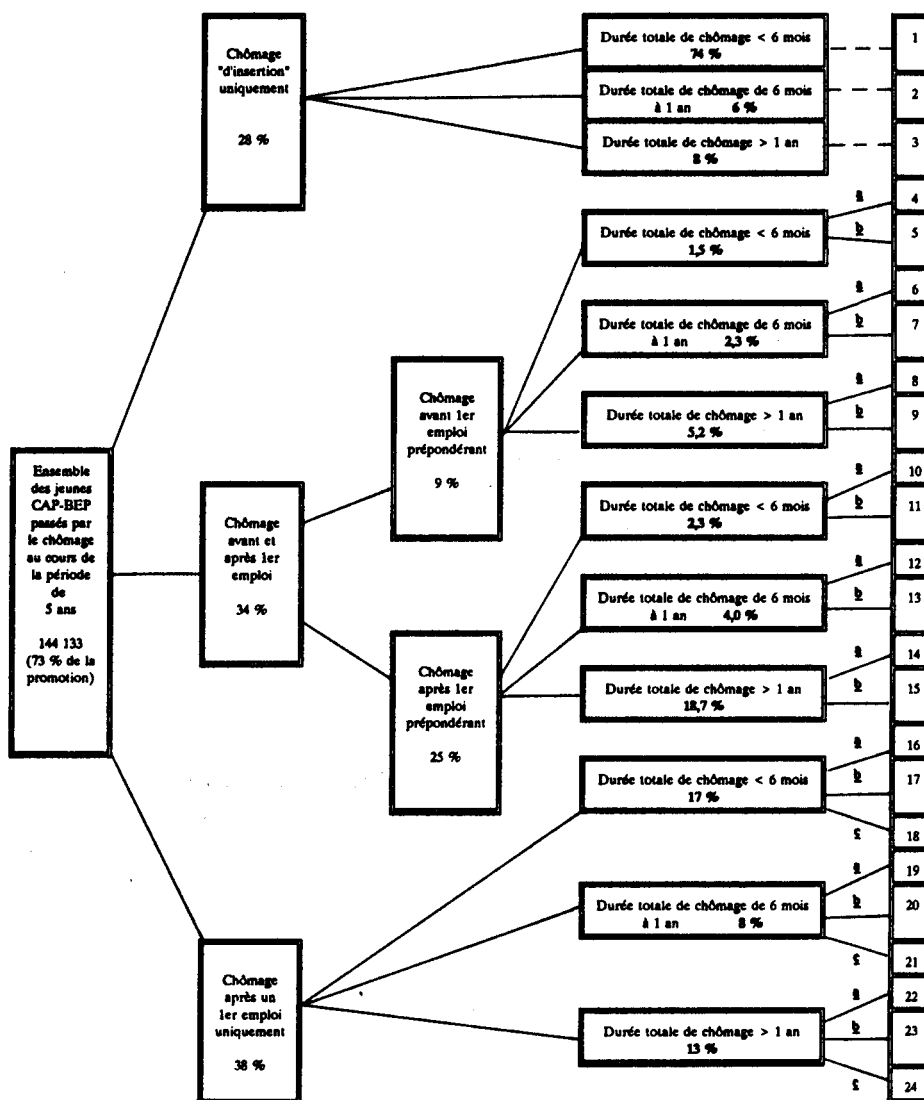 Ensemble
des jeunes
CAP-BEP
passés par
le chômage
au cours de
la période
de
5 ans
144 133
(73 % de la
promotion)
Chômage
"d'insertion"
uniquement
28 %
Chômage
avant et
après 1er
emploi
34 %
Chômage
après un
1er emploi
uniquement
38 %
Chômage
avant 1er
emploi
prépondérant
9 %
Chômage
après 1er
emploi
prépondérant
25 %
Durée totale de chômage < 6 mois
74 %
Durée totale de chômage de 6 mois
à 1 an 6 %
Durée totale de chômage > 1 an
8 %
Durée totale de chômage < 6 mois
1,5 %
Durée totale de chômage de 6 mois
à 1 an 2,3 %
Durée totale de chômage > 1 an
5,2 %
Durée totale de chômage < 6 mois
2,3 %
Durée totale de chômage de 6 mois
à 1 an 4,0 %
Durée totale de chômage > 1 an
18,7 %
Durée totale de chômage < 6 mois
17 %
Durée totale de chômage de 6 mois
à 1 an 8 %
Durée totale de chômage > 1 an
13 %
1
2
3
a 4
b 5
a 6
b 7
a 8
b 9
a 10
b 11
a 12
b 13
a 14
b 15
a 16
b 17
c 18
a 19
b 20
c 21
a 22
b 23
c 24